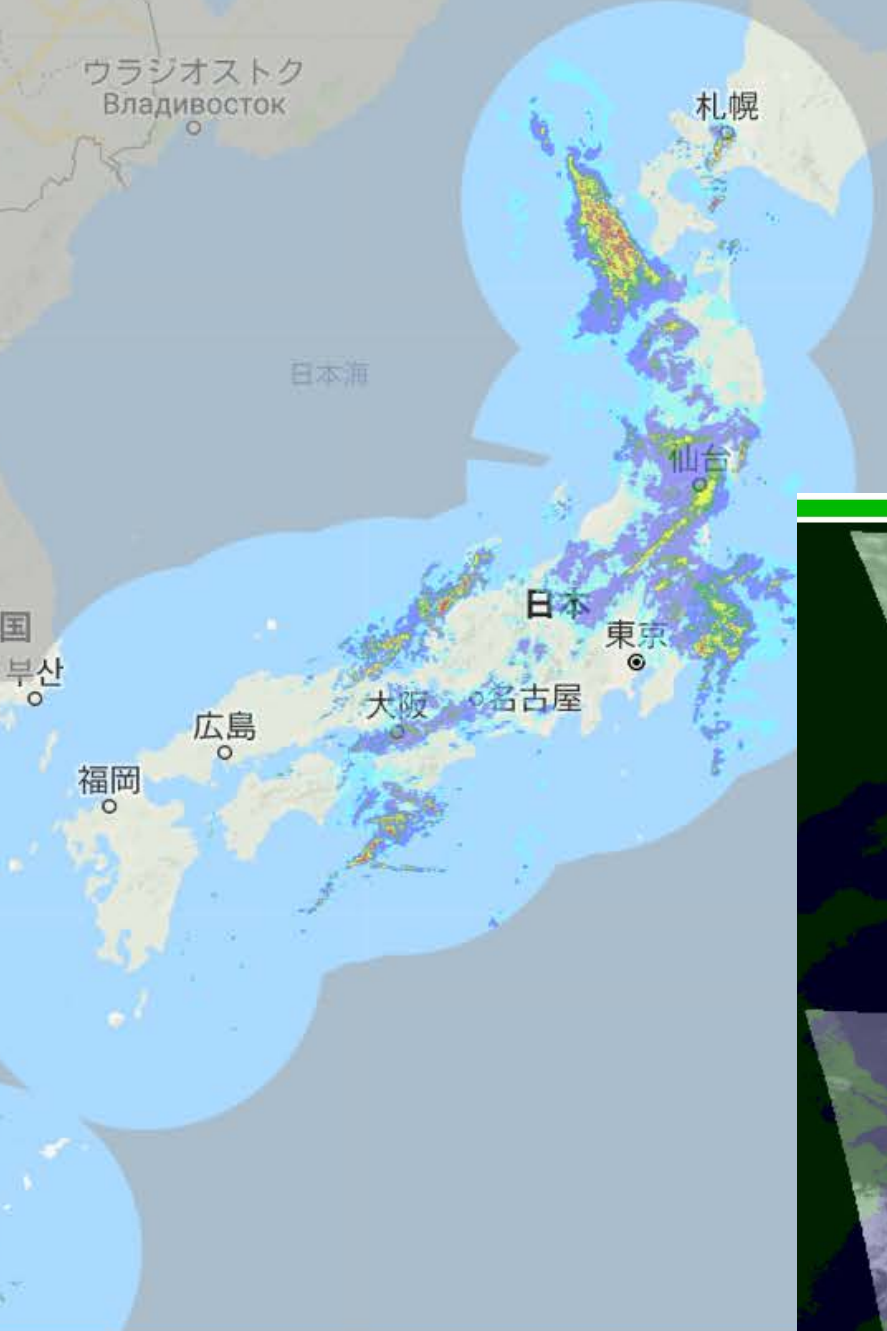 ウラジオストク
Владивосток
札幌
日本海
仙台
日本
国
東京
부산
大阪
名古屋
広島
福岡